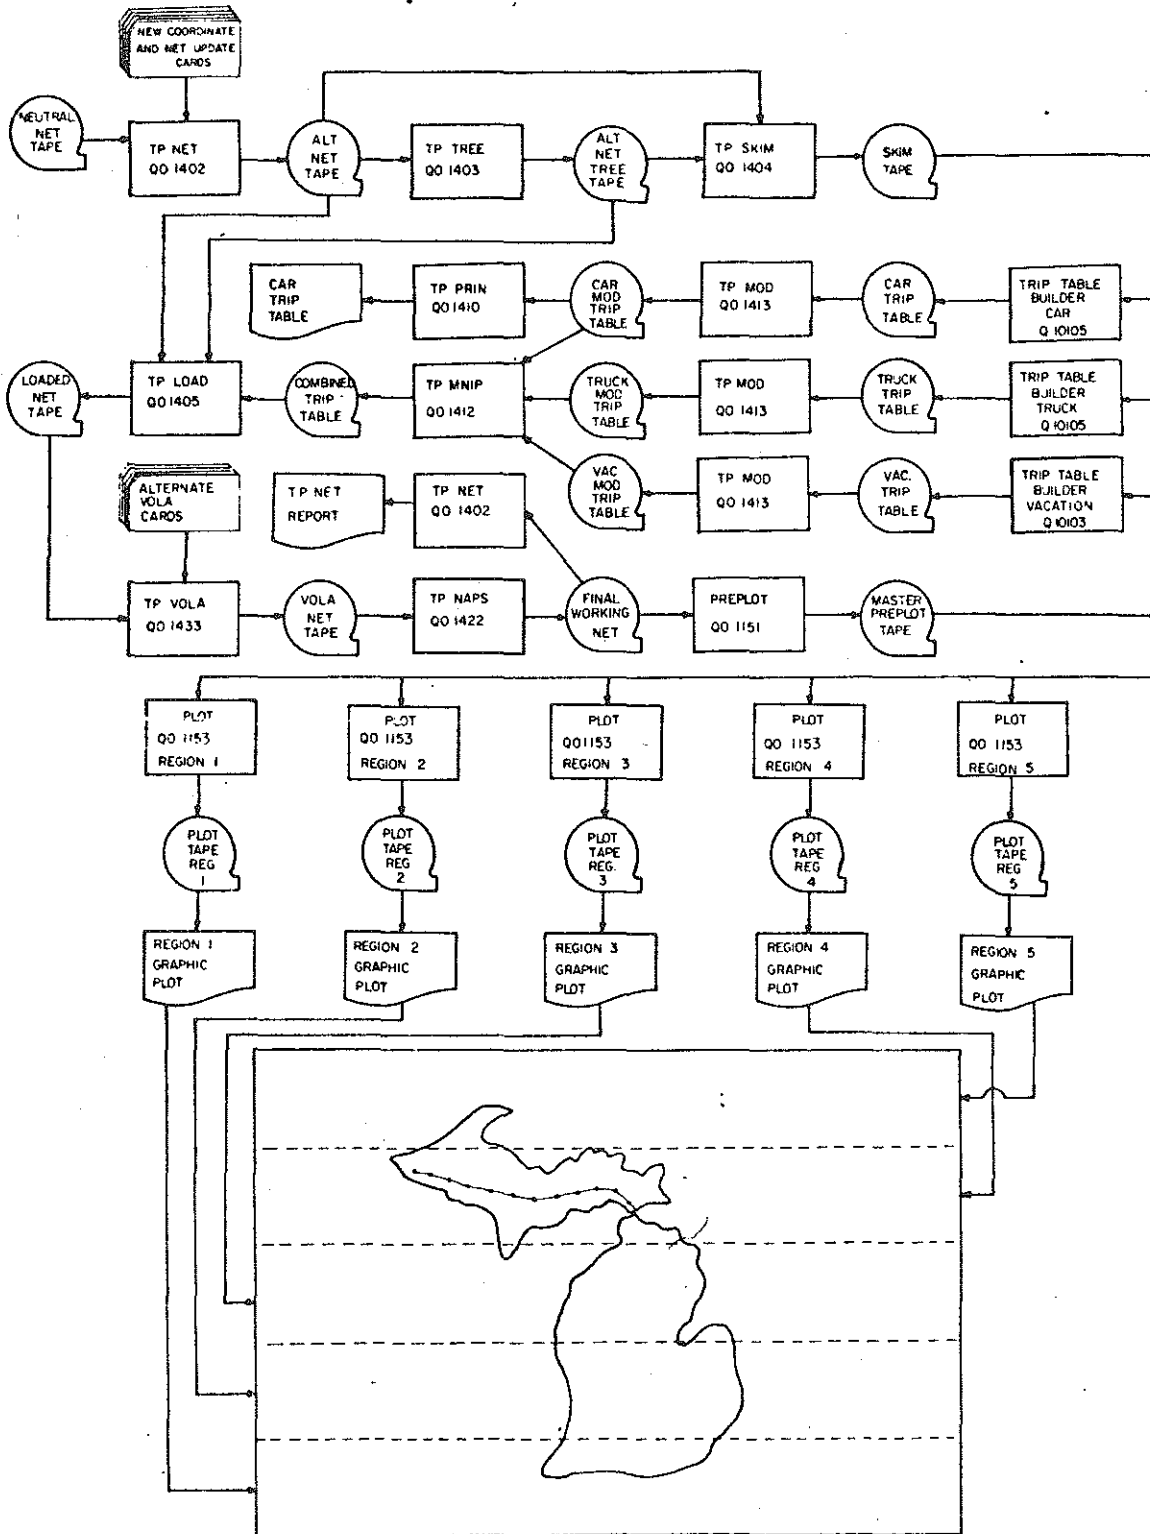 NEW COORDINATE
AND NET UPDATE
CARDS
NEUTRAL
NET
TAPE
TP NET
QO 1402
ALT
NET
TAPE
TP TREE
QO 1403
ALT
NET
TREE
TAPE
TP SKIM
QO 1404
SKIM
TAPE
CAR
TRIP
TABLE
TP PRIN
QO 1410
CAR
MOD
TRIP
TABLE
TP MOD
QO 1413
CAR
TRIP
TABLE
TRIP TABLE
BUILDER
CAR
Q 10105
LOADED
NET
TAPE
TP LOAD
QO 1405
COMBINED
TRIP
TABLE
TP MNIP
QO 1412
TRUCK
MOD
TRIP
TABLE
TP MOD
QO 1413
TRUCK
TRIP
TABLE
TRIP TABLE
BUILDER
TRUCK
Q 10105
ALTERNATE
VOLA
CARDS
TP NET
REPORT
TP NET
QO 1402
VAC
MOD
TRIP
TABLE
TP MOD
QO 1413
VAC.
TRIP
TABLE
TRIP TABLE
BUILDER
VACATION
Q 10103
TP VOLA
QO 1433
VOLA
NET
TAPE
TP NAPS
QO 1422
FINAL
WORKING
NET
PREPLOT
QO 1151
MASTER
PREPLOT
TAPE
PLOT
QO 1153
REGION 1
PLOT
QO 1153
REGION 2
PLOT
QO1153
REGION 3
PLOT
QO 1153
REGION 4
PLOT
QO 1153
REGION 5
PLOT
TAPE
REG
1
PLOT
TAPE
REG
2
PLOT
TAPE
REG.
3
PLOT
TAPE
REG
4
PLOT
TAPE
REG
5
REGION 1
GRAPHIC
PLOT
REGION 2
GRAPHIC
PLOT
REGION 3
GRAPHIC
PLOT
REGION 4
GRAPHIC
PLOT
REGION 5
GRAPHIC
PLOT